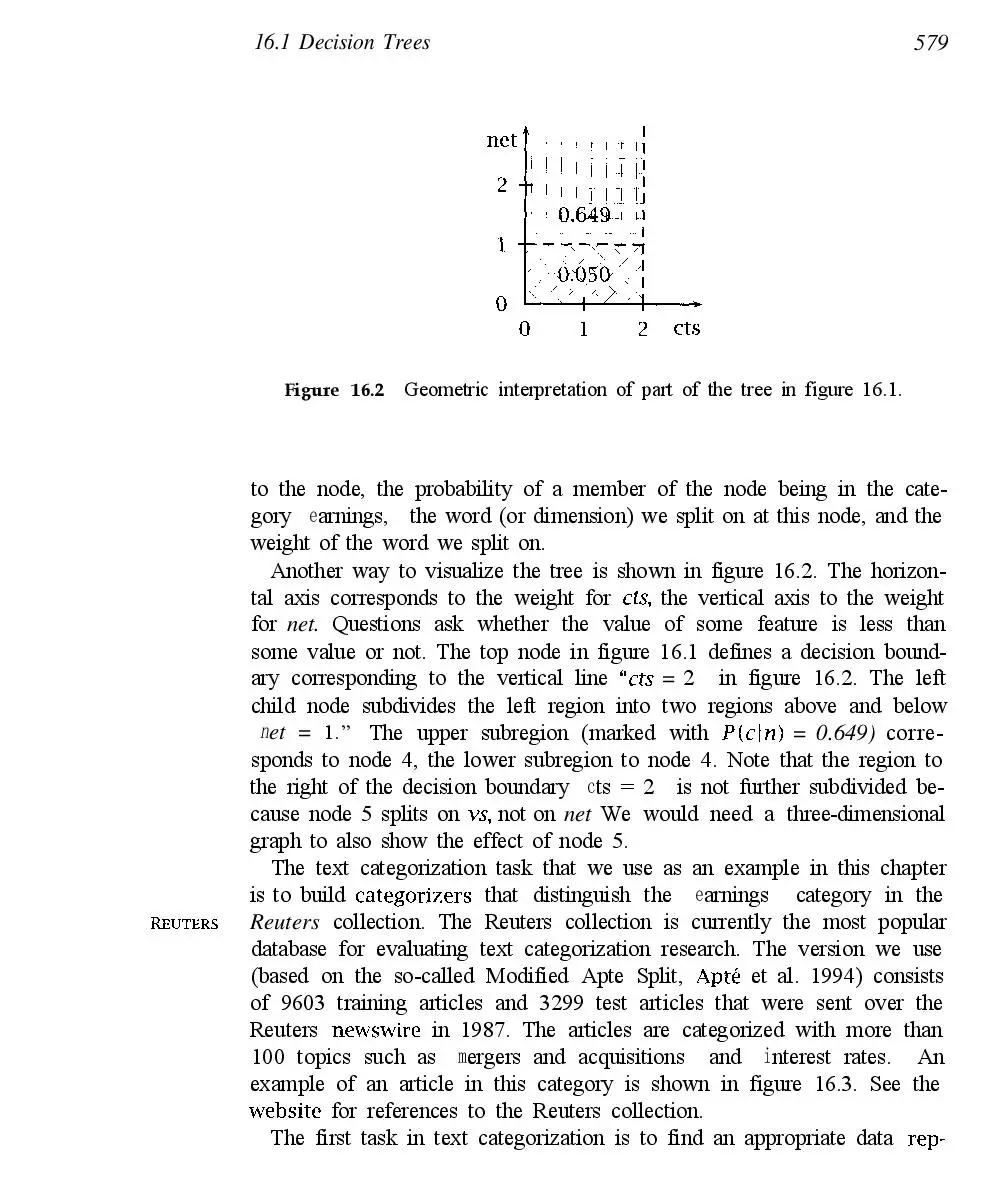 16.1 Decision Trees 579
net
2
0.649
1
0.050
0
0 1 2 cts
Figure 16.2 Geometric interpretation of part of the tree in figure 16.1.
to the node, the probability of a member of the node being in the cate-
gory earnings, the word (or dimension) we split on at this node, and the
weight of the word we split on.
Another way to visualize the tree is shown in figure 16.2. The horizon-
tal axis corresponds to the weight for cts, the vertical axis to the weight
for net. Questions ask whether the value of some feature is less than
some value or not. The top node in figure 16.1 defines a decision bound-
ary corresponding to the vertical line “cts = 2 in figure 16.2. The left
child node subdivides the left region into two regions above and below
net = 1.” The upper subregion (marked with P(c|n) = 0.649) corre-
sponds to node 4, the lower subregion to node 4. Note that the region to
the right of the decision boundary cts = 2 is not further subdivided be-
cause node 5 splits on vs, not on net We would need a three-dimensional
graph to also show the effect of node 5.
The text categorization task that we use as an example in this chapter
is to build categorizers that distinguish the earnings category in the
REUTERS Reuters collection. The Reuters collection is currently the most popular
database for evaluating text categorization research. The version we use
(based on the so-called Modified Apte Split, Apté et al. 1994) consists
of 9603 training articles and 3299 test articles that were sent over the
Reuters newswire in 1987. The articles are categorized with more than
100 topics such as mergers and acquisitions and interest rates. An
example of an article in this category is shown in figure 16.3. See the
website for references to the Reuters collection.
The first task in text categorization is to find an appropriate data rep-